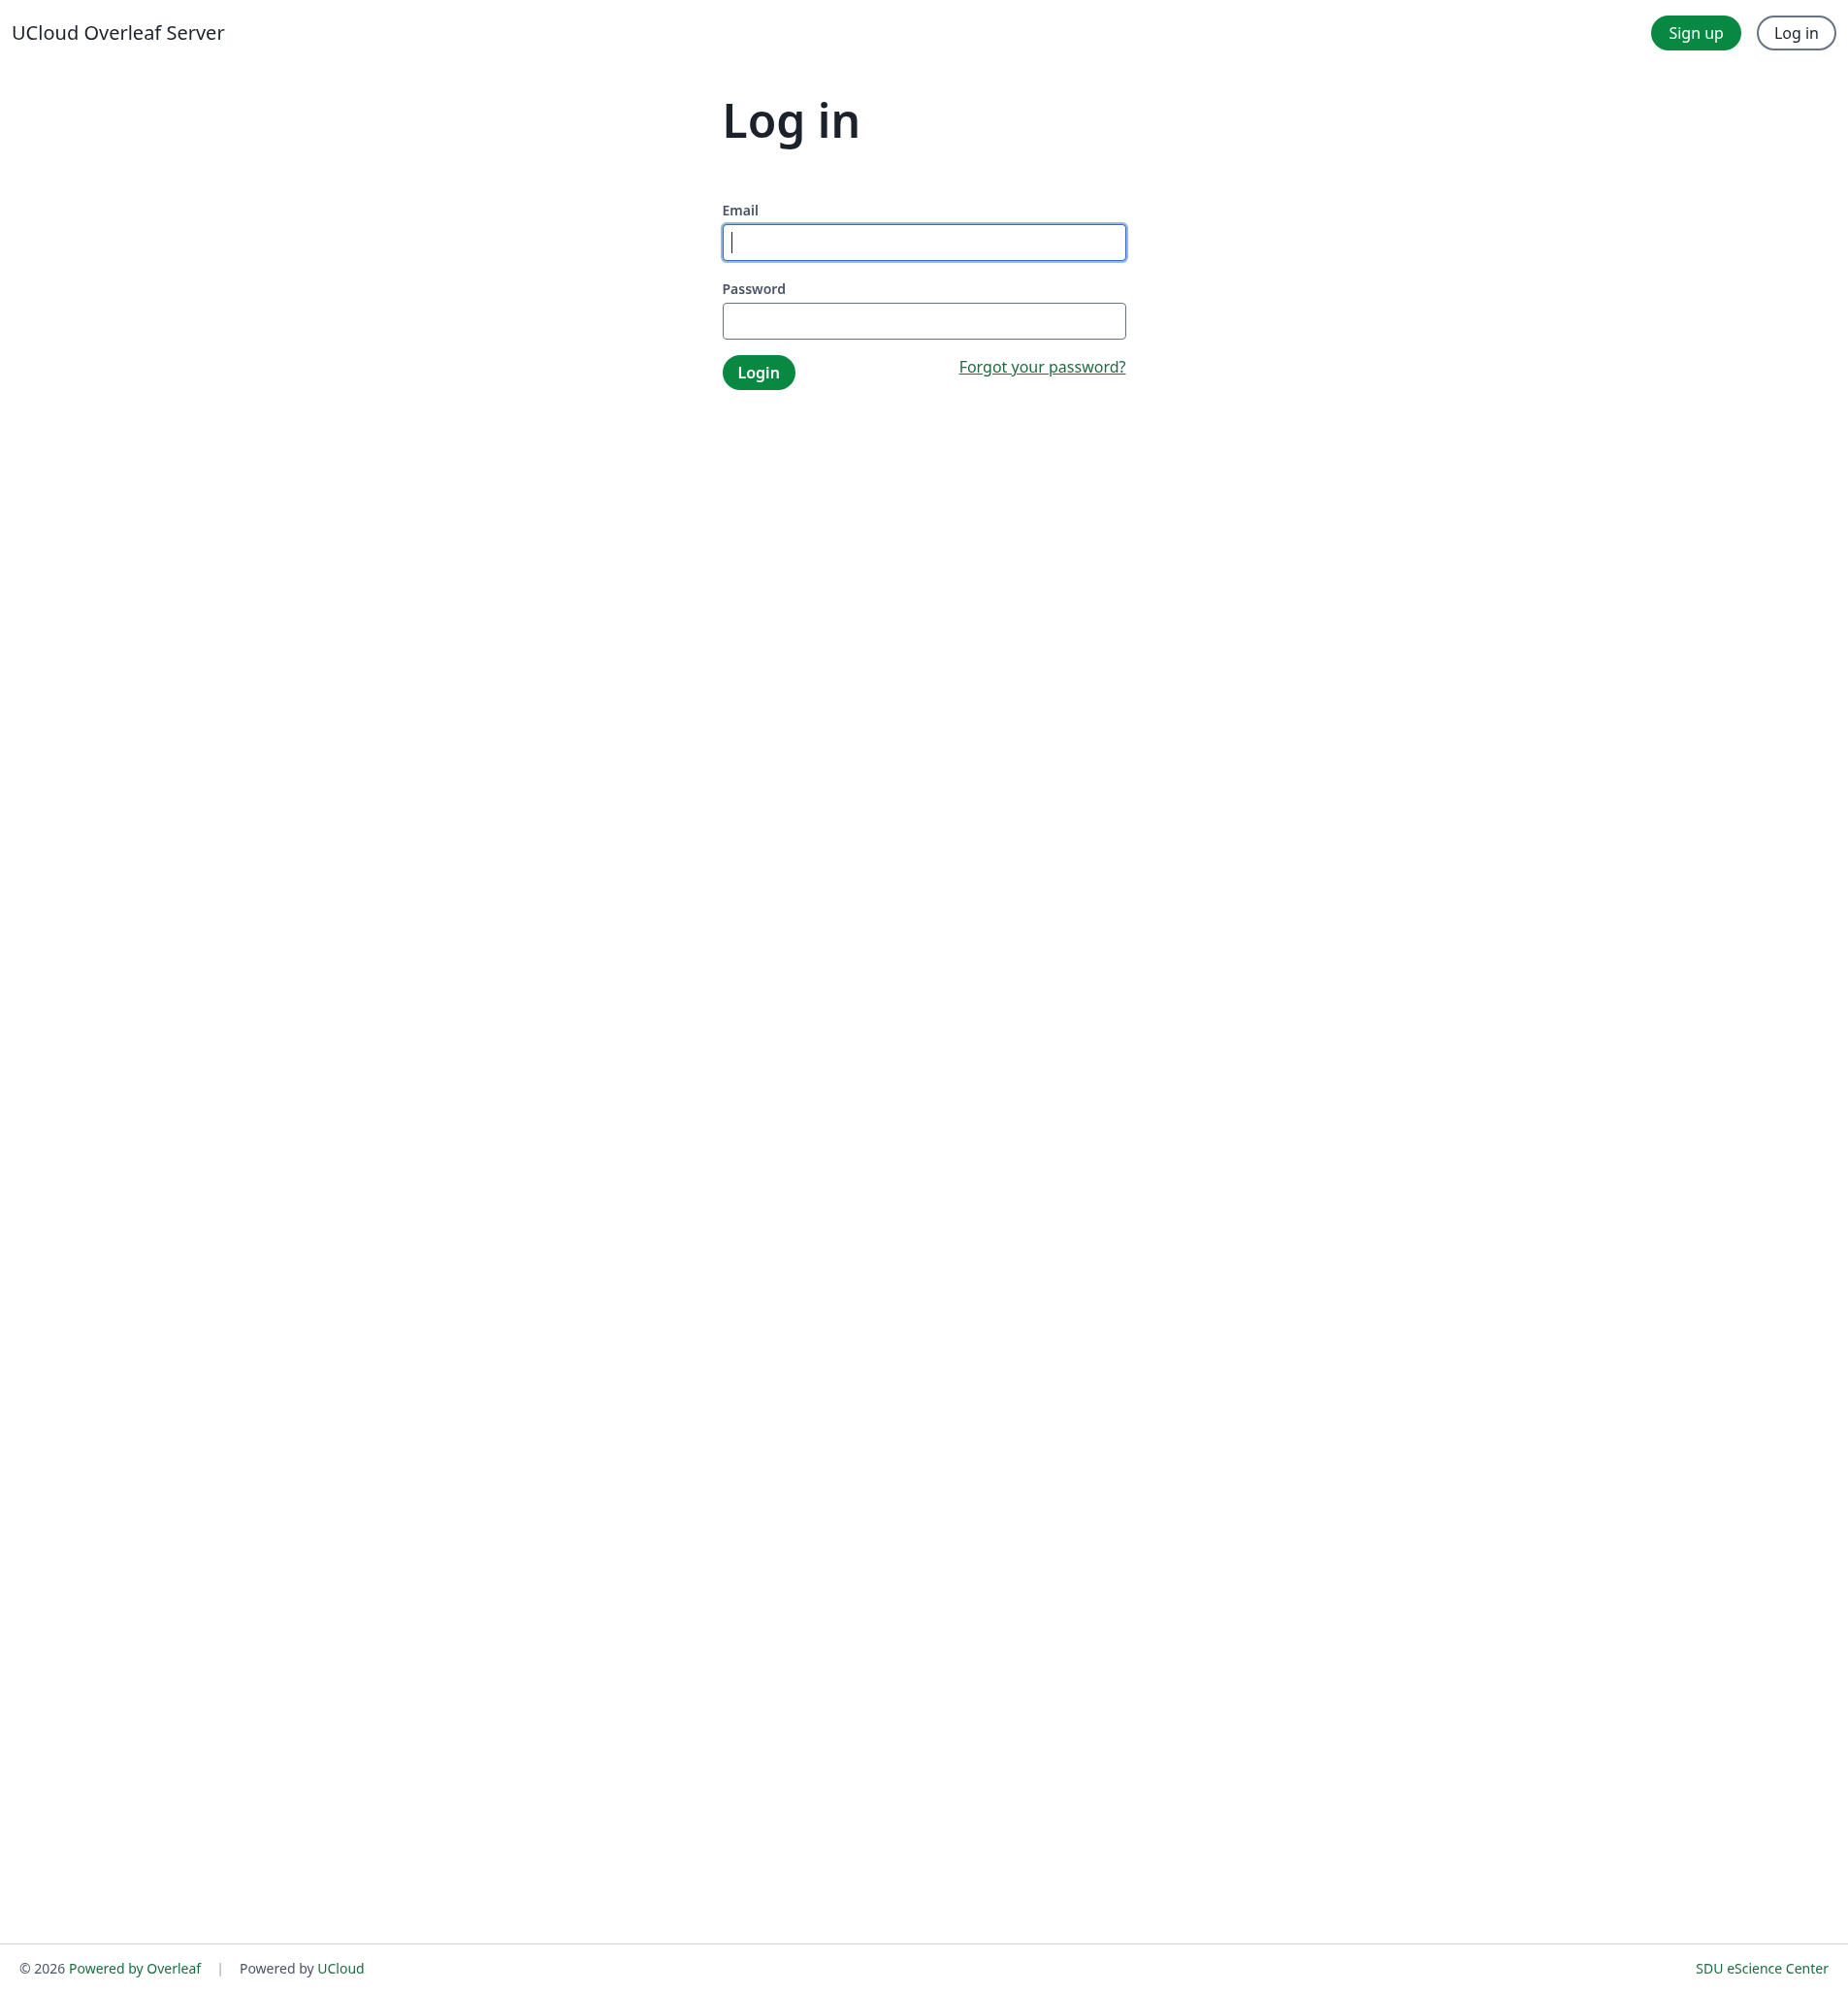 UCloud Overleaf Server
Sign up
Log in
Log in
Email
Password
Login
Forgot your password?
© 2026 Powered by Overleaf | Powered by UCloud
SDU eScience Center